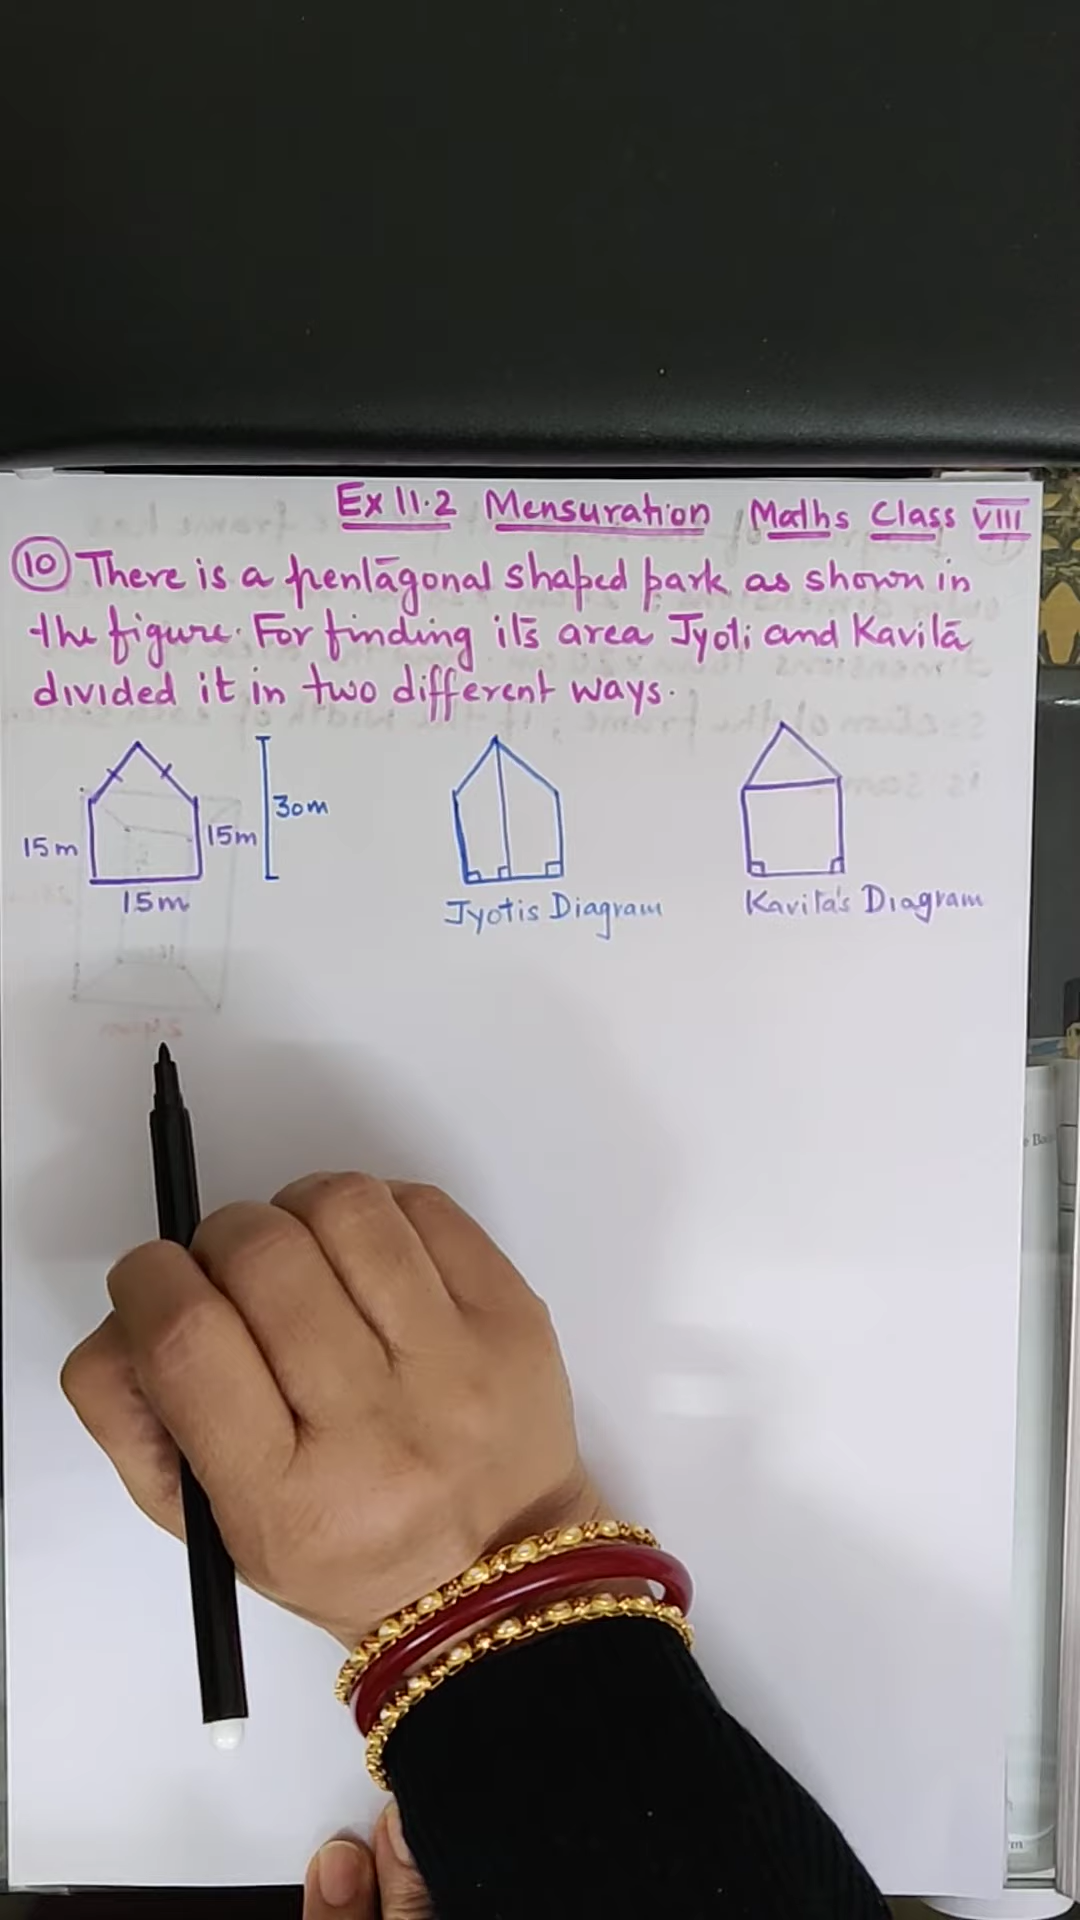 Ex 11.2 Mensuration Maths Class VIII
10 There is a pentagonal shaped park as shown in
the figure. For finding its area Jyoti and Kavita
divided it in two different ways.
30m
15m
15m
15m
Jyotis Diagram
Kavita's Diagram